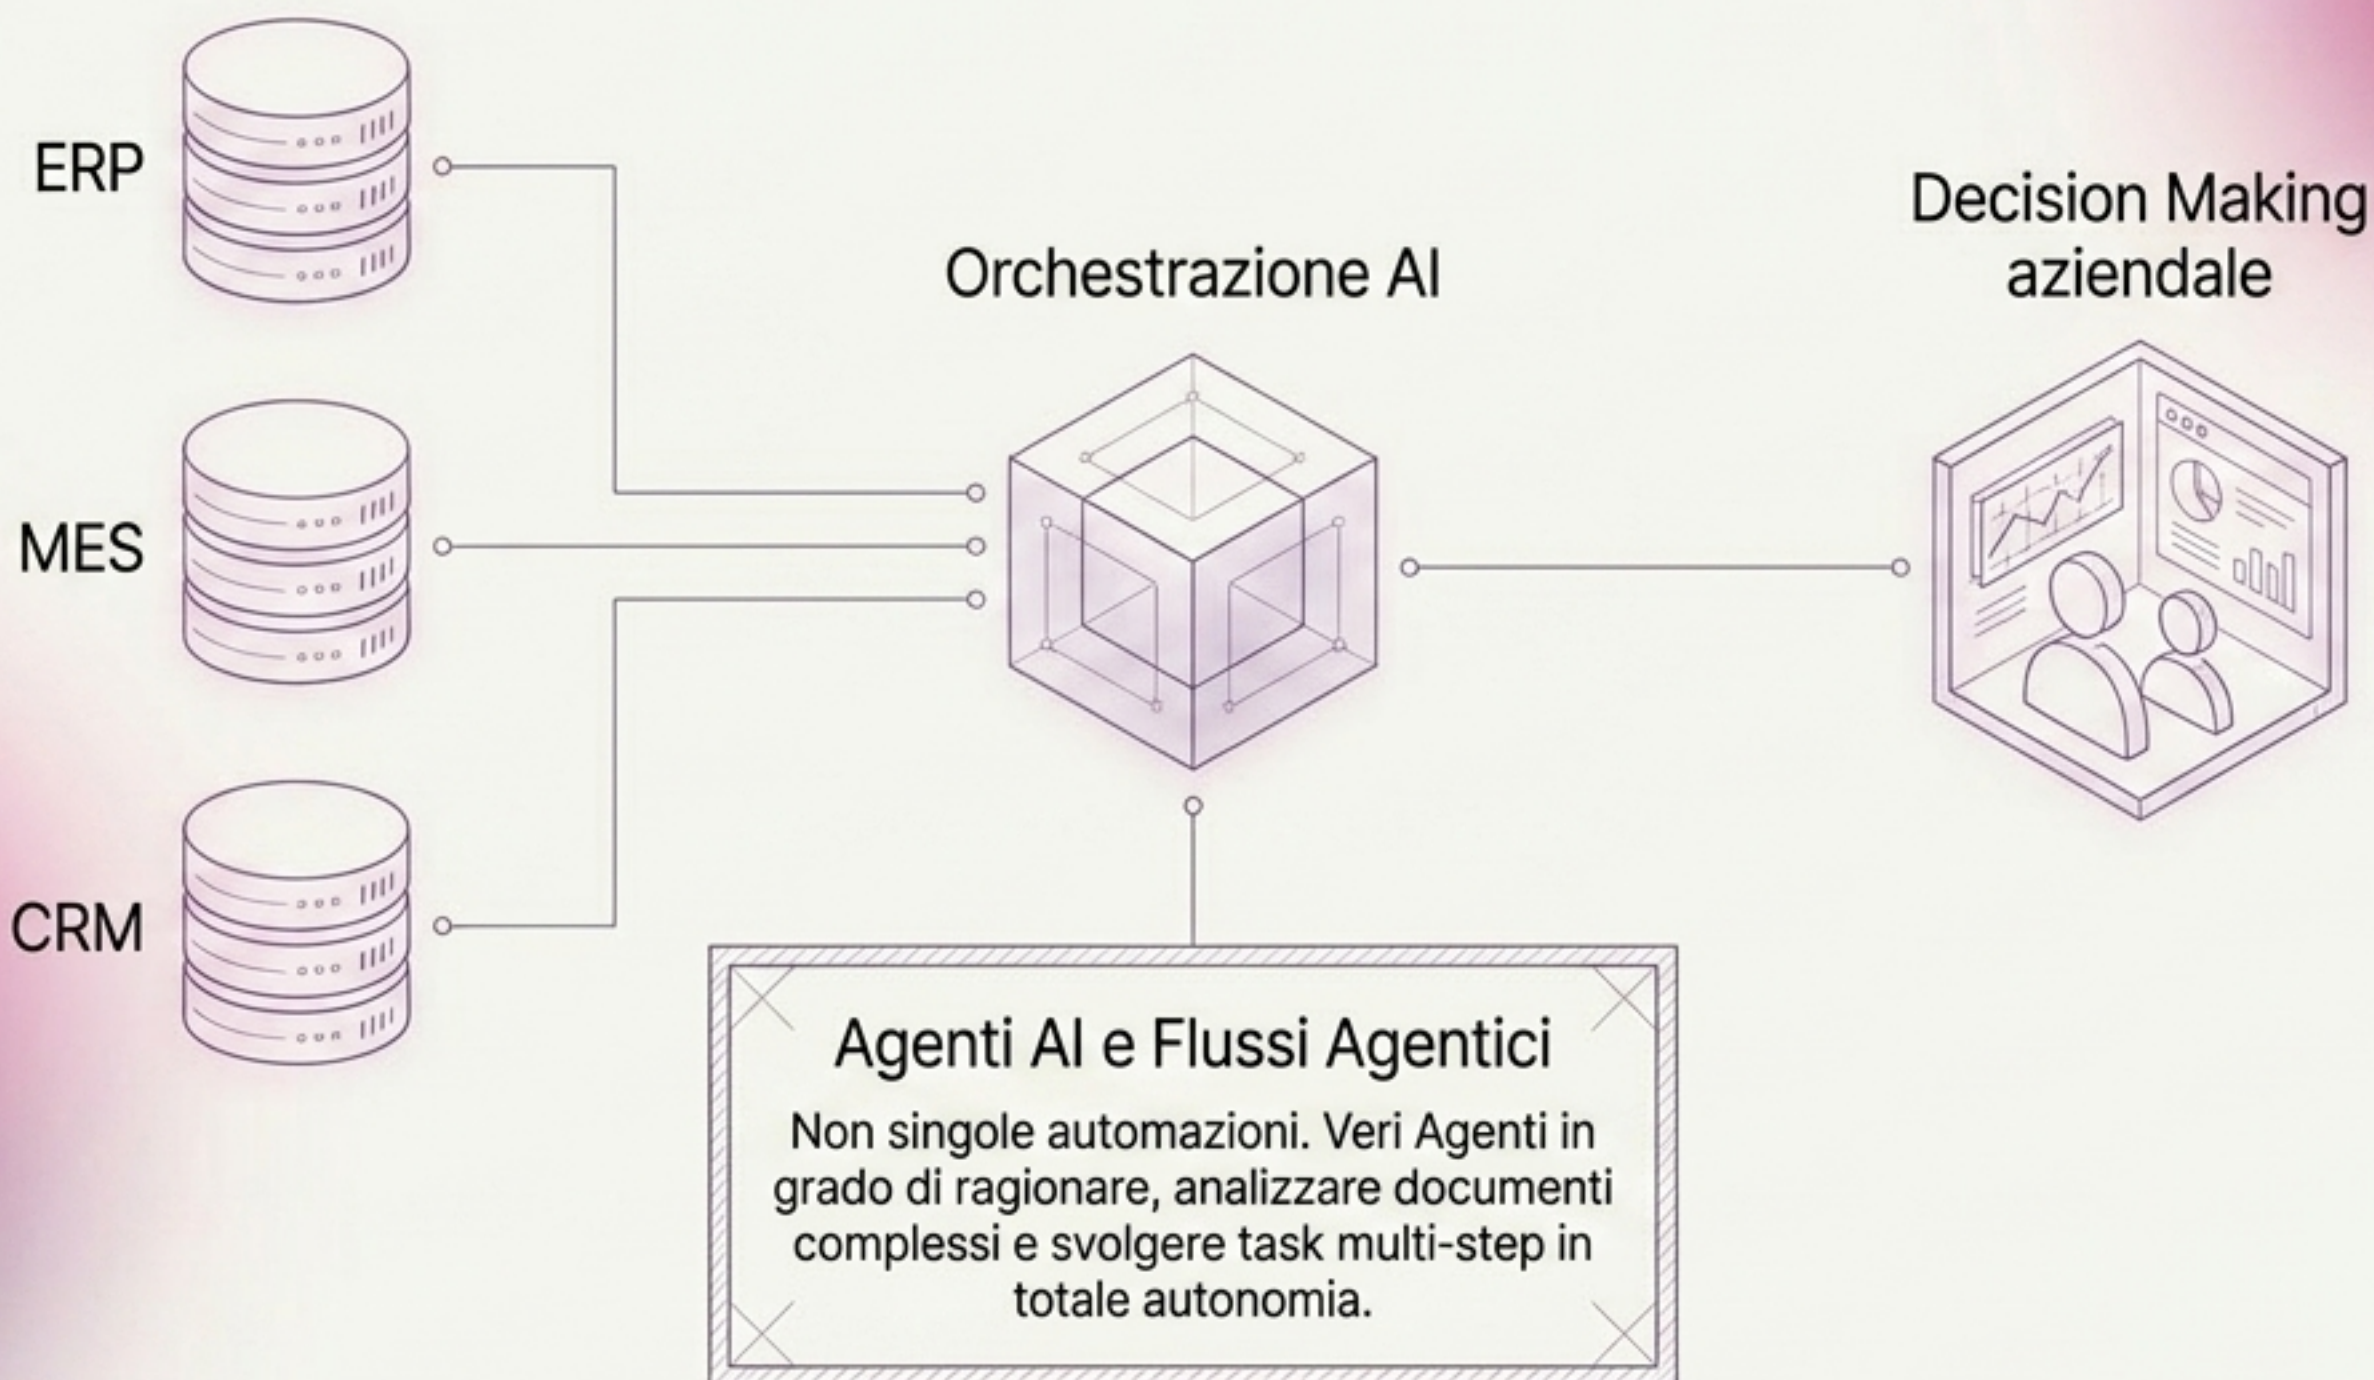 ERP
MES
CRM
Orchestrazione AI
Decision Making
aziendale
Agenti AI e Flussi Agentici
Non singole automazioni. Veri Agenti in
grado di ragionare, analizzare documenti
complessi e svolgere task multi-step in
totale autonomia.